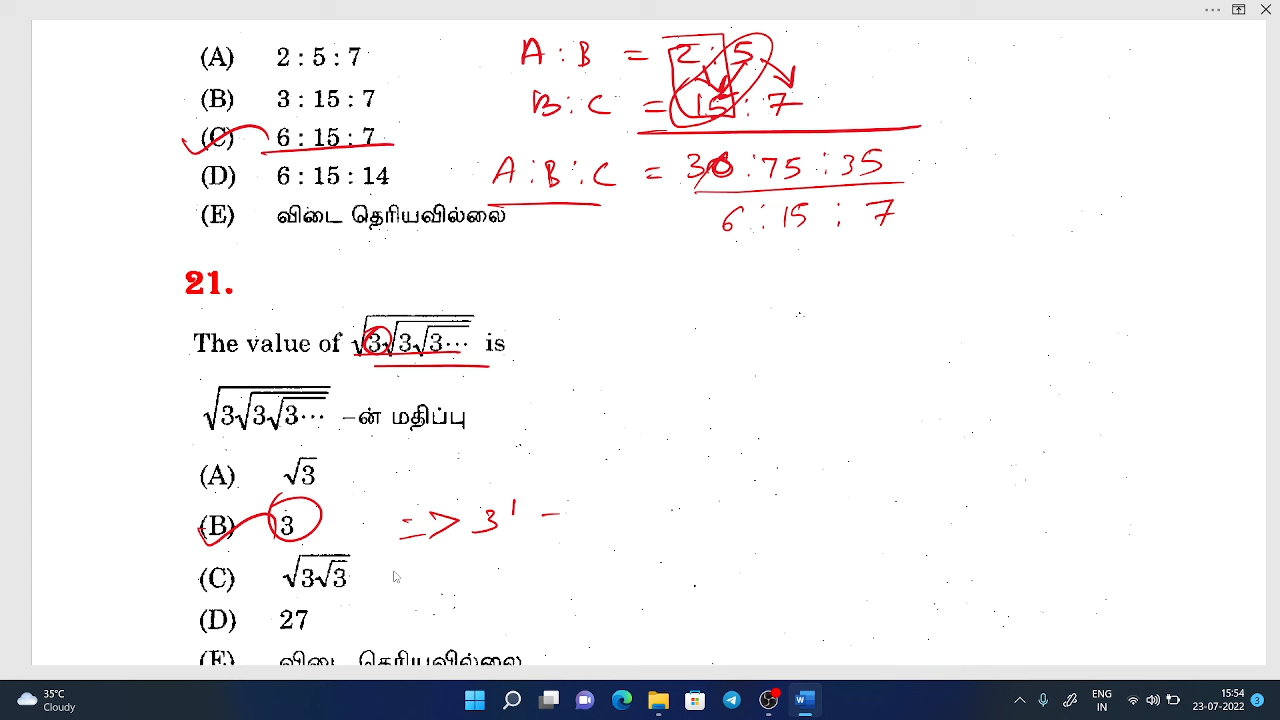 (A) 2 : 5 : 7
(B) 3 : 15 : 7
(C) 6 : 15 : 7
(D) 6 : 15 : 14
(E) விடை தெரியவில்லை
A : B = 2 : 5
B : C = 15 : 7
A : B : C = 30 : 75 : 35
6 : 15 : 7
21.
The value of √3√3√3⋯ is
√3√3√3⋯ –ன் மதிப்பு
(A) √3
(B) 3 => 3¹ –
(C) √3√3
(D) 27
(E) விடை தெரியவில்லை
35°C
Cloudy
ENG
IN
15:54
23-07-2022
3